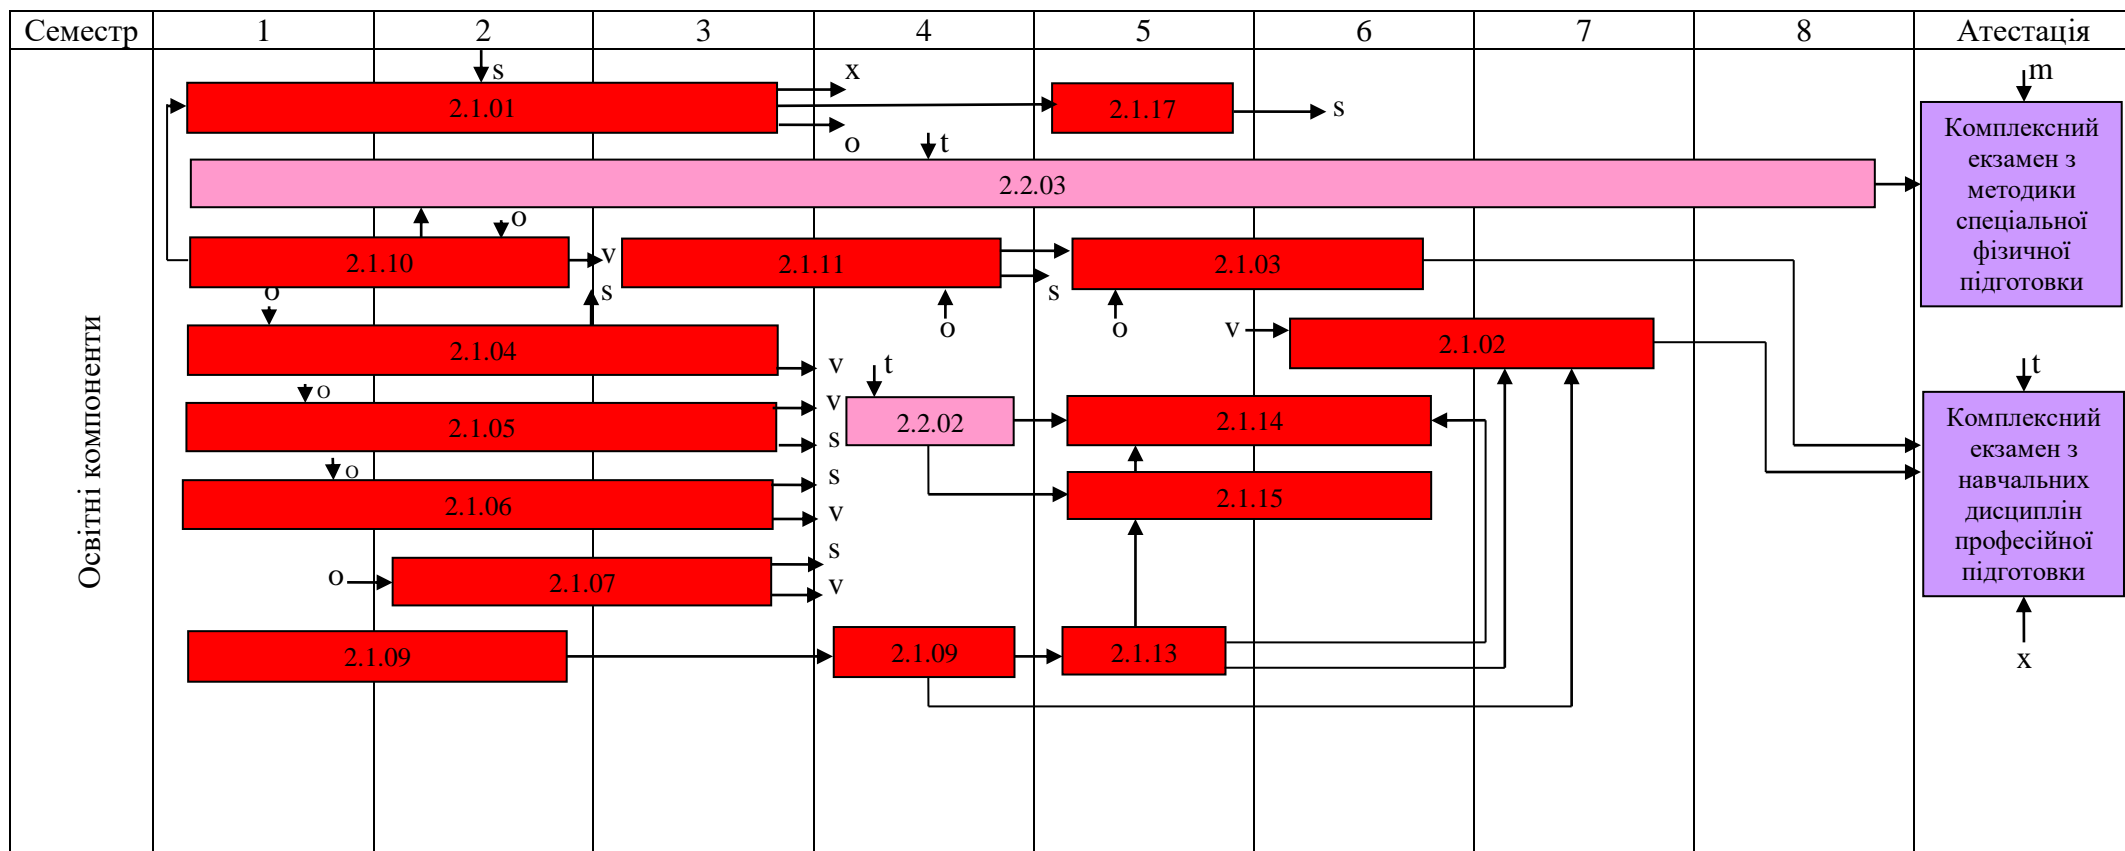 Семестр 1 2 3 4 5 6 7 8 Атестація
Освітні компоненти
s
x
m
2.1.01
2.1.17
s
o
t
Комплексний
екзамен з
методики
спеціальної
фізичної
підготовки
2.2.03
o
2.1.10
v
2.1.11
2.1.03
s
s
o
o
o
v
2.1.04
2.1.02
v
t
t
o
v
2.1.05
s
2.2.02
2.1.14
Комплексний
екзамен з
навчальних
дисциплін
професійної
підготовки
o
s
2.1.06
v
2.1.15
s
o
2.1.07
v
2.1.09
2.1.09
2.1.13
x